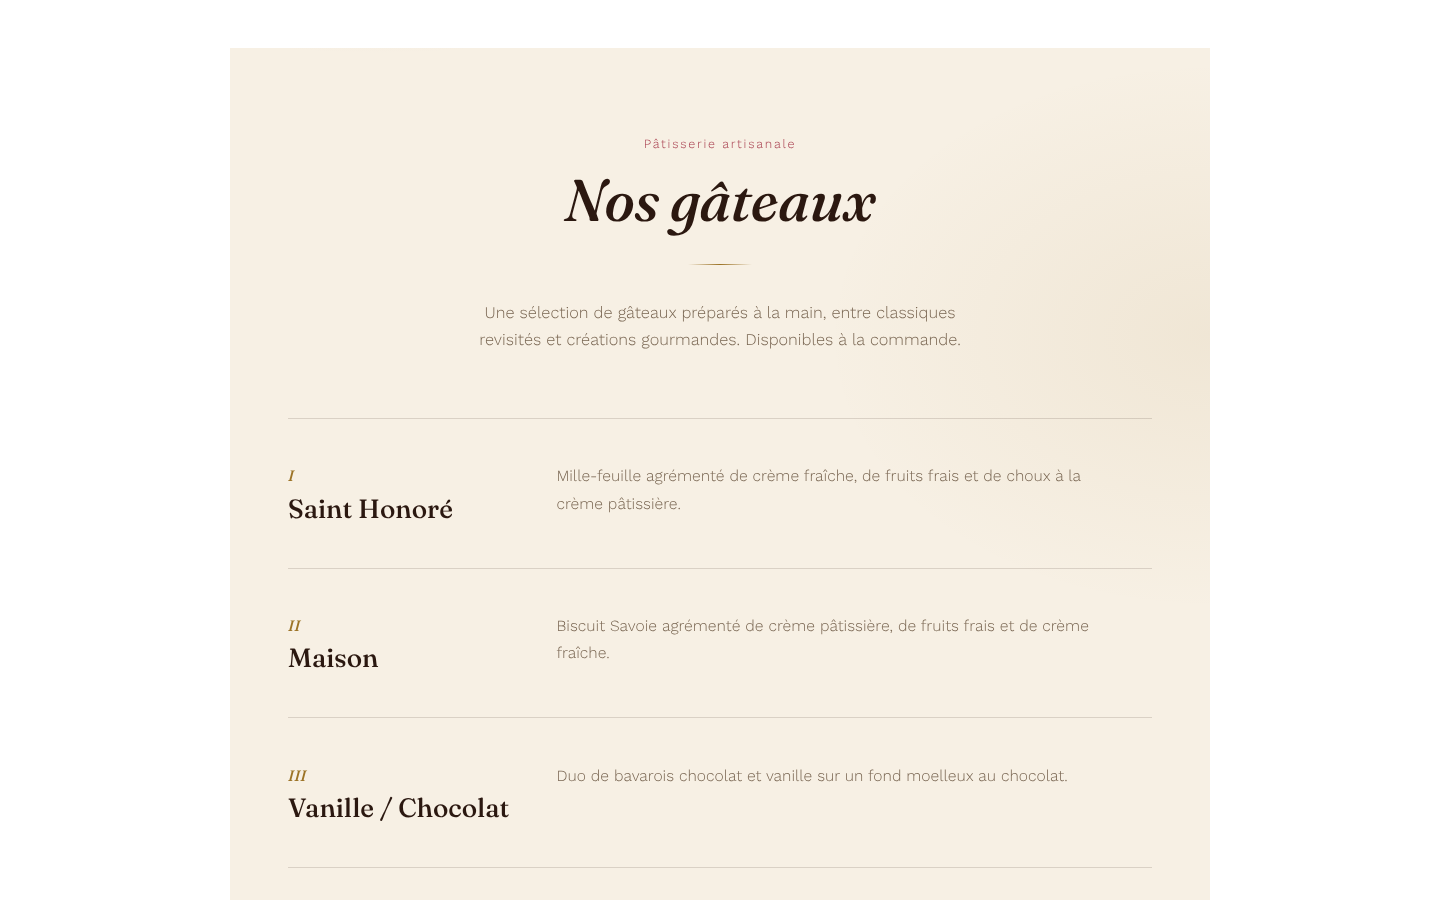 Pâtisserie artisanale
Nos gâteaux
Une sélection de gâteaux préparés à la main, entre classiques
revisités et créations gourmandes. Disponibles à la commande.
I
Saint Honoré
Mille-feuille agrémenté de crème fraîche, de fruits frais et de choux à la
crème pâtissière.
II
Maison
Biscuit Savoie agrémenté de crème pâtissière, de fruits frais et de crème
fraîche.
III
Vanille / Chocolat
Duo de bavarois chocolat et vanille sur un fond moelleux au chocolat.